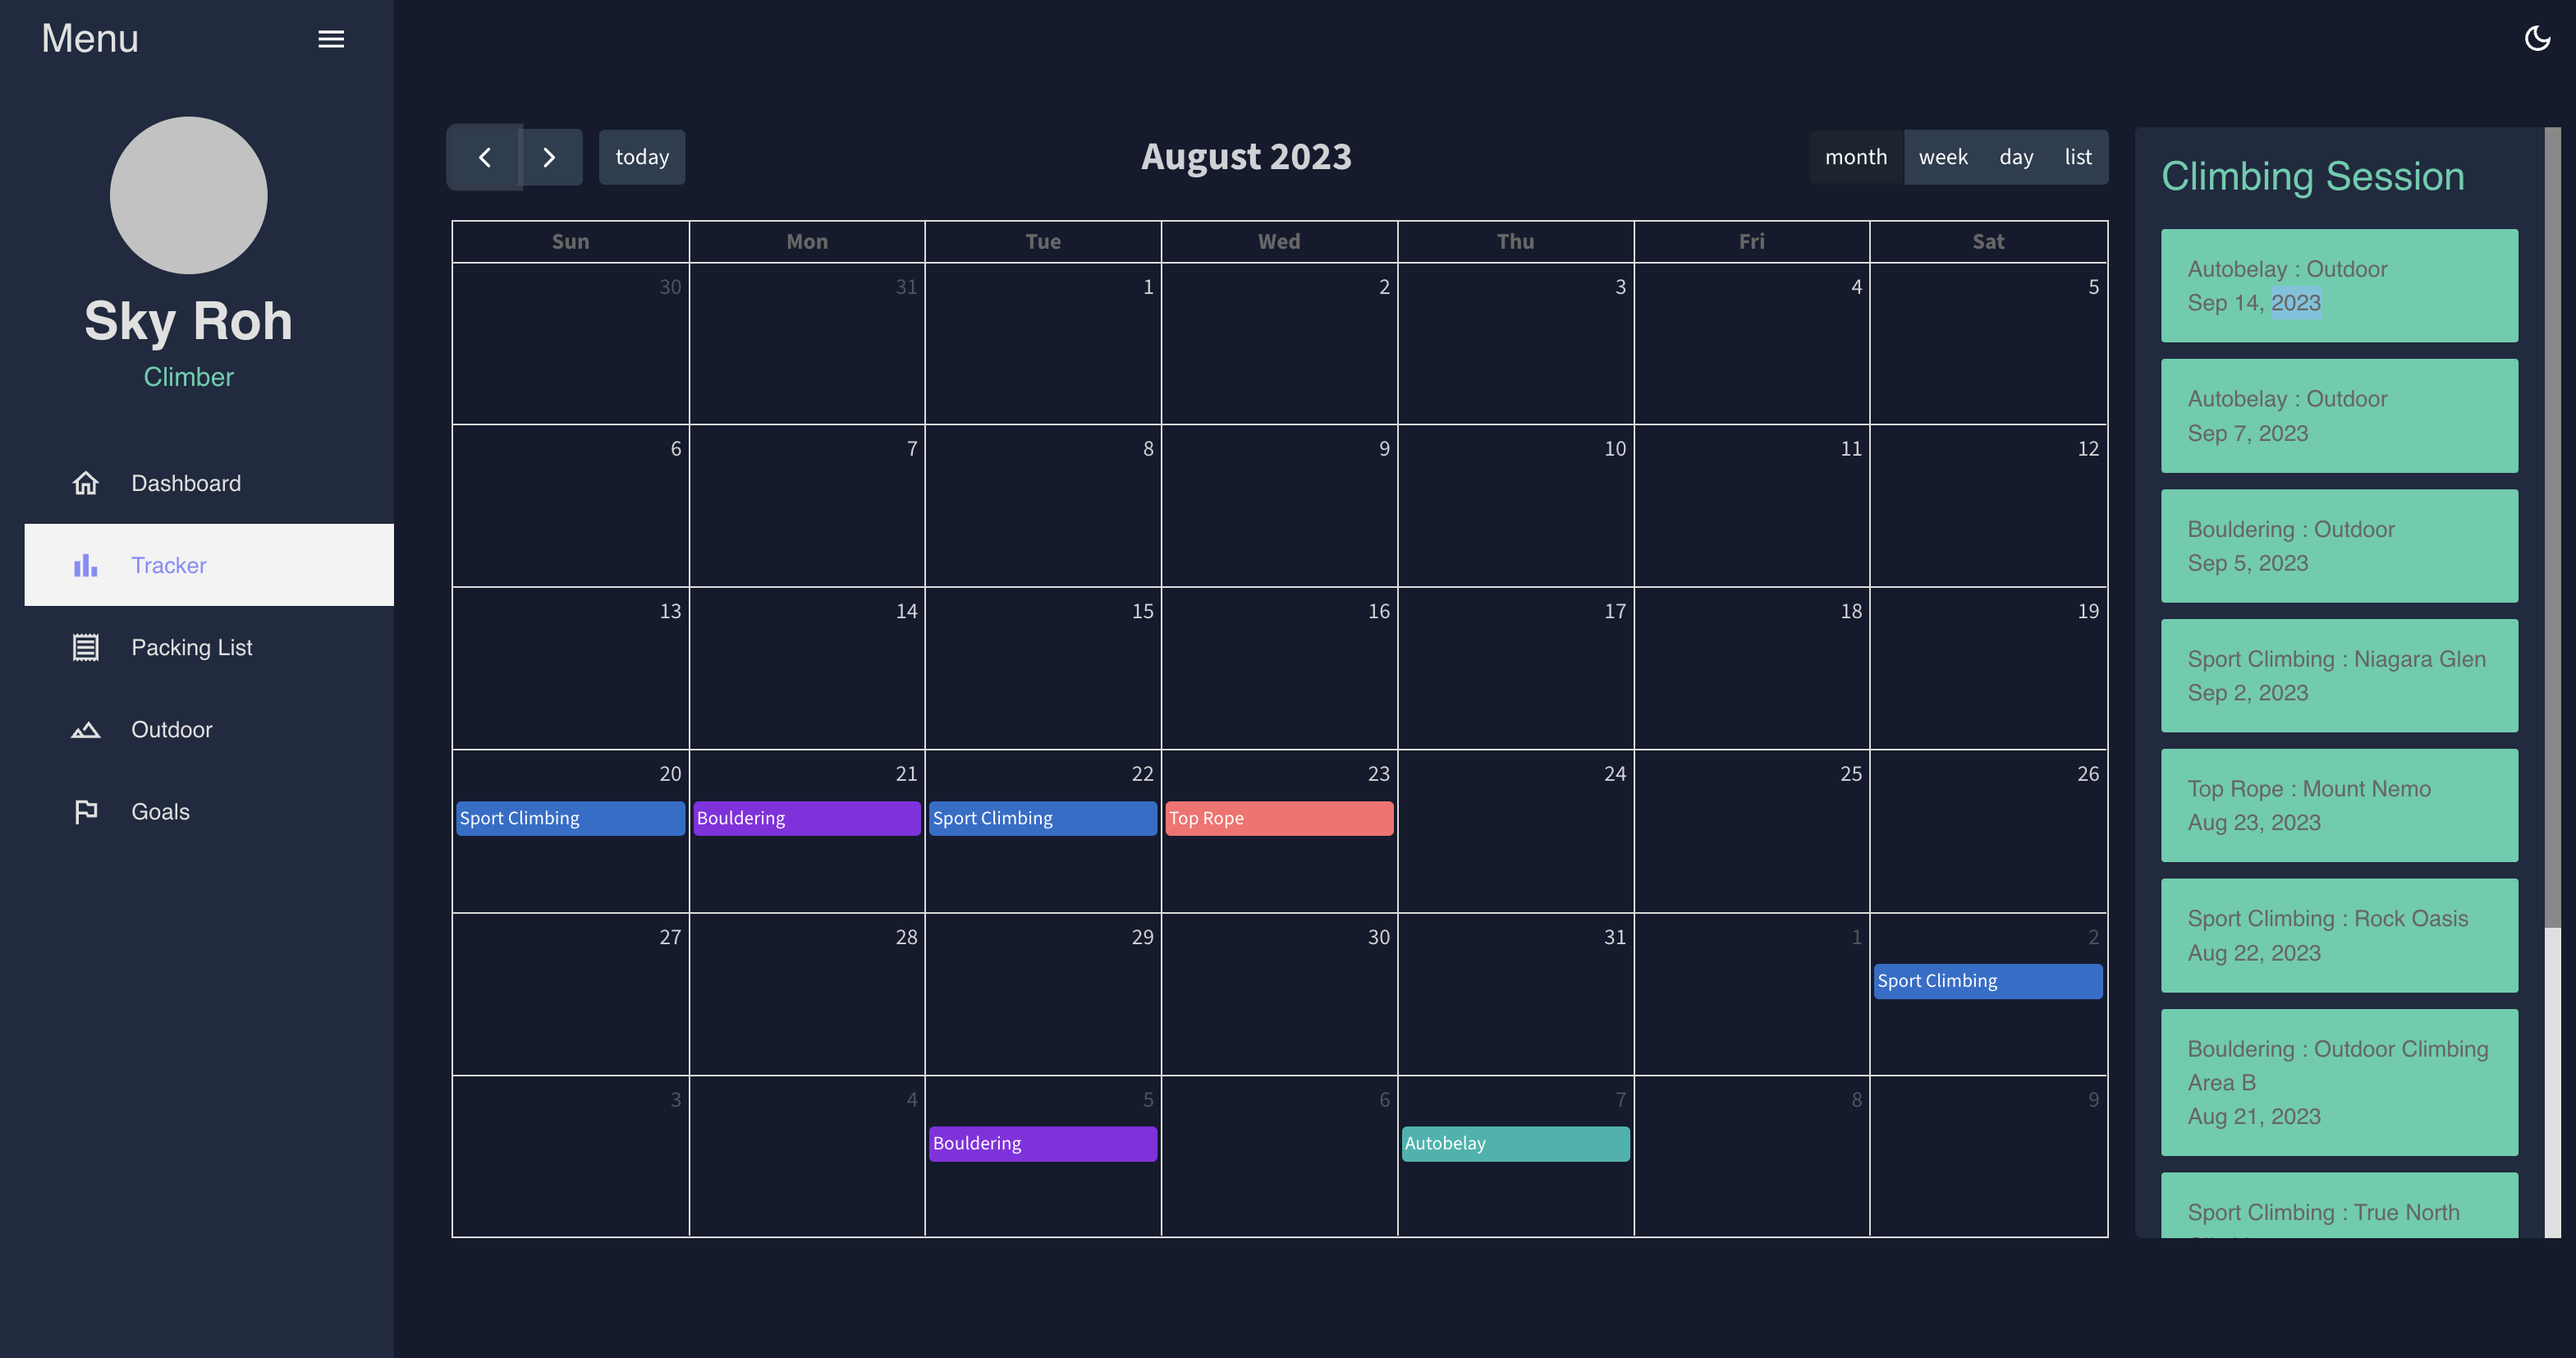 Menu
Sky Roh
Climber
Dashboard
Tracker
Packing List
Outdoor
Goals
today
August 2023
month week day list
Sun Mon Tue Wed Thu Fri Sat
30 31 1 2 3 4 5
6 7 8 9 10 11 12
13 14 15 16 17 18 19
20 21 22 23 24 25 26
Sport Climbing Bouldering Sport Climbing Top Rope
27 28 29 30 31 1 2
Sport Climbing
3 4 5 6 7 8 9
Bouldering Autobelay
Climbing Session
Autobelay : Outdoor
Sep 14, 2023
Autobelay : Outdoor
Sep 7, 2023
Bouldering : Outdoor
Sep 5, 2023
Sport Climbing : Niagara Glen
Sep 2, 2023
Top Rope : Mount Nemo
Aug 23, 2023
Sport Climbing : Rock Oasis
Aug 22, 2023
Bouldering : Outdoor Climbing
Area B
Aug 21, 2023
Sport Climbing : True North